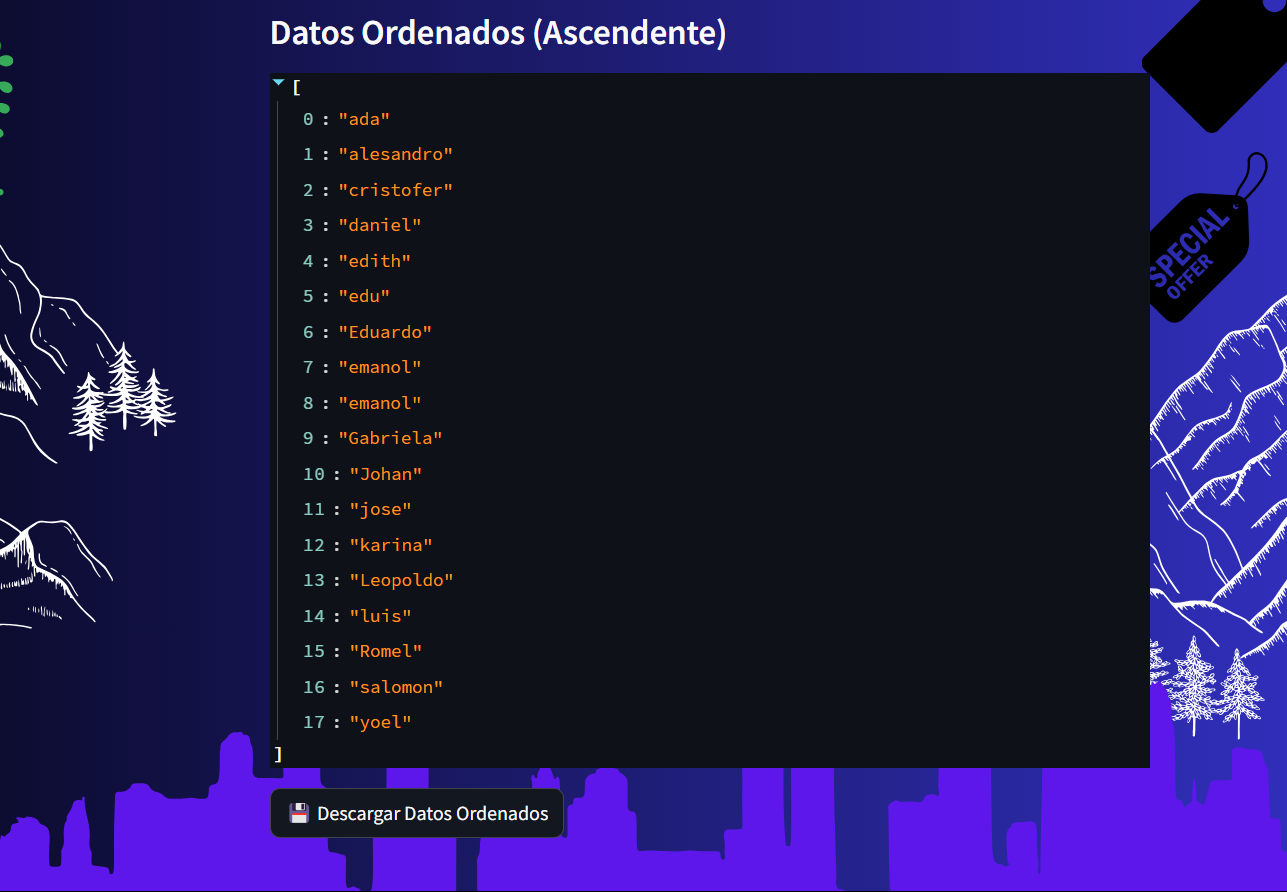 Datos Ordenados (Ascendente)
[
0 : "ada"
1 : "alesandro"
2 : "cristofer"
3 : "daniel"
4 : "edith"
5 : "edu"
6 : "Eduardo"
7 : "emanol"
8 : "emanol"
9 : "Gabriela"
10 : "Johan"
11 : "jose"
12 : "karina"
13 : "Leopoldo"
14 : "luis"
15 : "Romel"
16 : "salomon"
17 : "yoel"
]
Descargar Datos Ordenados
SPECIAL
OFFER